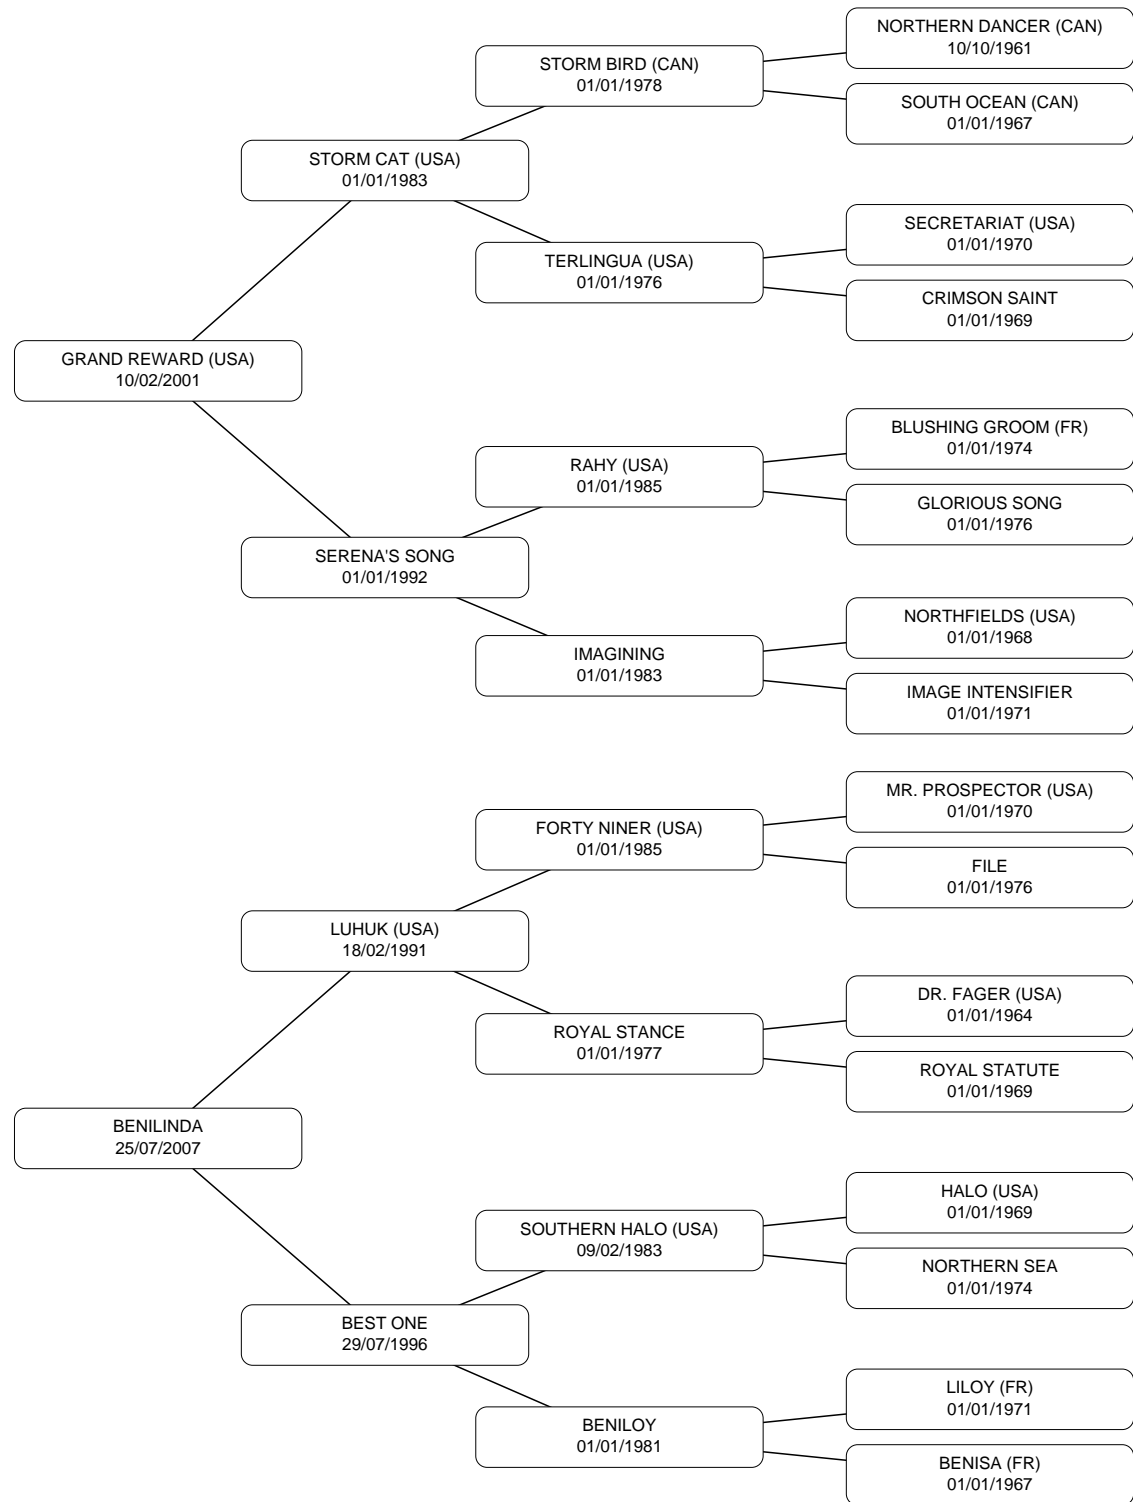 NORTHERN DANCER (CAN)
10/10/1961
STORM BIRD (CAN)
01/01/1978
SOUTH OCEAN (CAN)
01/01/1967
STORM CAT (USA)
01/01/1983
SECRETARIAT (USA)
01/01/1970
TERLINGUA (USA)
01/01/1976
CRIMSON SAINT
01/01/1969
GRAND REWARD (USA)
10/02/2001
BLUSHING GROOM (FR)
01/01/1974
RAHY (USA)
01/01/1985
GLORIOUS SONG
01/01/1976
SERENA'S SONG
01/01/1992
NORTHFIELDS (USA)
01/01/1968
IMAGINING
01/01/1983
IMAGE INTENSIFIER
01/01/1971
MR. PROSPECTOR (USA)
01/01/1970
FORTY NINER (USA)
01/01/1985
FILE
01/01/1976
LUHUK (USA)
18/02/1991
DR. FAGER (USA)
01/01/1964
ROYAL STANCE
01/01/1977
ROYAL STATUTE
01/01/1969
BENILINDA
25/07/2007
HALO (USA)
01/01/1969
SOUTHERN HALO (USA)
09/02/1983
NORTHERN SEA
01/01/1974
BEST ONE
29/07/1996
LILOY (FR)
01/01/1971
BENILOY
01/01/1981
BENISA (FR)
01/01/1967